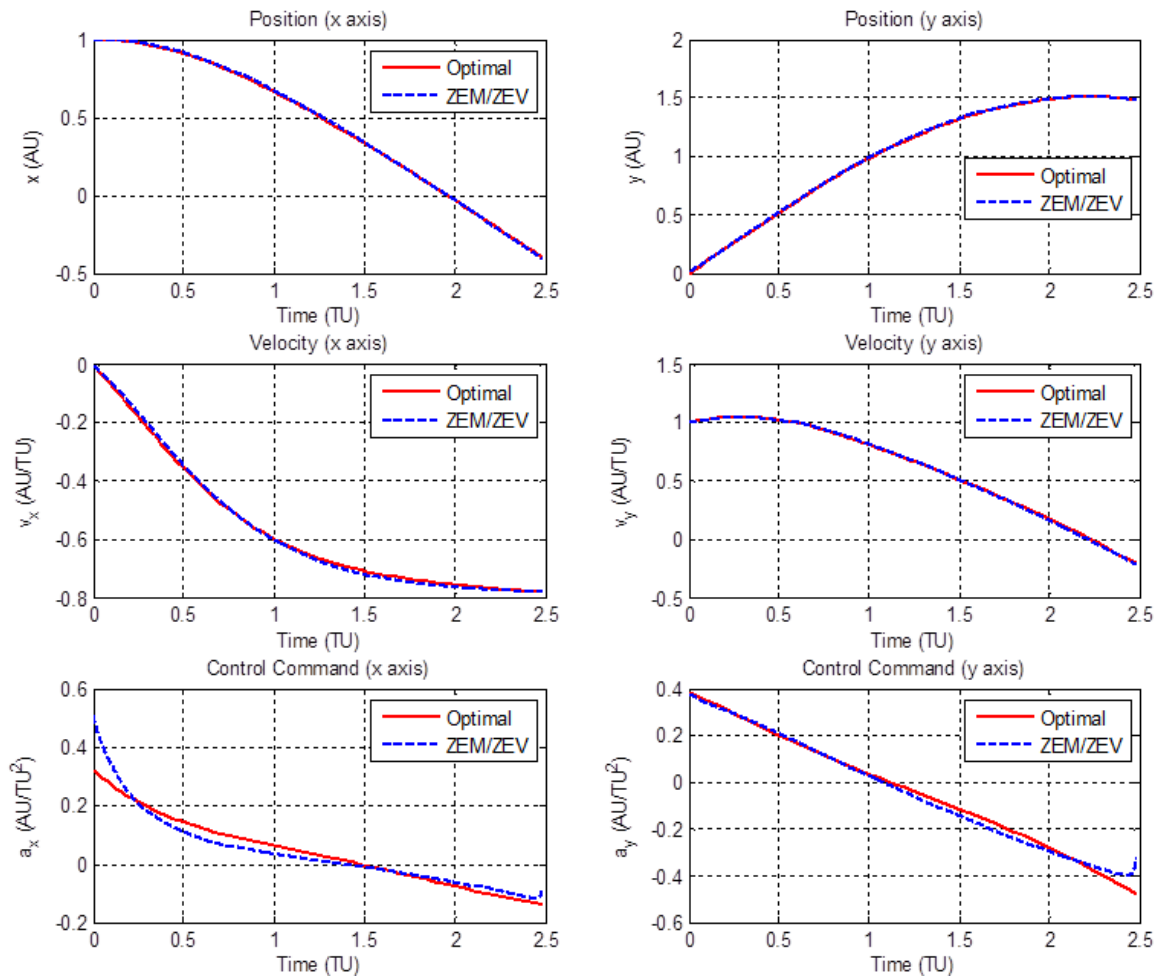 Position (x axis)
1
0.5
0
-0.5
x (AU)
Optimal
ZEM/ZEV
0 0.5 1 1.5 2 2.5
Time (TU)
Position (y axis)
2
1.5
1
0.5
0
y (AU)
Optimal
ZEM/ZEV
0 0.5 1 1.5 2 2.5
Time (TU)
Velocity (x axis)
0
-0.2
-0.4
-0.6
-0.8
v_x (AU/TU)
Optimal
ZEM/ZEV
0 0.5 1 1.5 2 2.5
Time (TU)
Velocity (y axis)
1.5
1
0.5
0
-0.5
v_y (AU/TU)
Optimal
ZEM/ZEV
0 0.5 1 1.5 2 2.5
Time (TU)
Control Command (x axis)
0.6
0.4
0.2
0
-0.2
a_x (AU/TU²)
Optimal
ZEM/ZEV
0 0.5 1 1.5 2 2.5
Time (TU)
Control Command (y axis)
0.4
0.2
0
-0.2
-0.4
-0.6
a_y (AU/TU²)
Optimal
ZEM/ZEV
0 0.5 1 1.5 2 2.5
Time (TU)